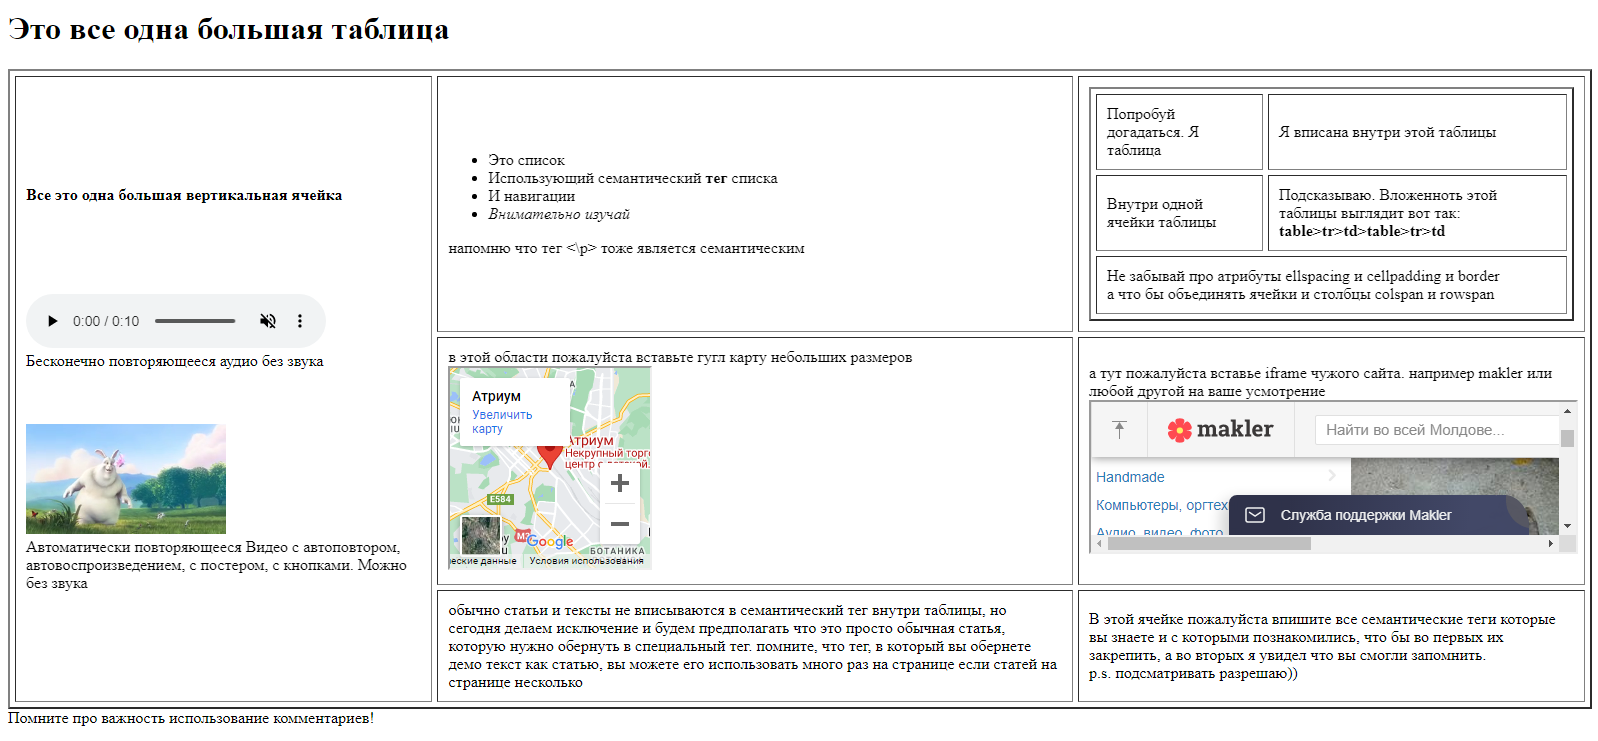 Это все одна большая таблица
Все это одна большая вертикальная ячейка
0:00 / 0:10
Бесконечно повторяющееся аудио без звука
Автоматически повторяющееся Видео с автоповтором,
автовоспроизведением, с постером, с кнопками. Можно
без звука
Это список
Использующий семантический тег списка
И навигации
Внимательно изучай
напомню что тег <\p> тоже является семантическим
Попробуй
догадаться. Я
таблица
Я вписана внутри этой таблицы
Внутри одной
ячейки таблицы
Подсказываю. Вложенноть этой
таблицы выглядит вот так:
table>tr>td>table>tr>td
Не забывай про атрибуты ellspacing и cellpadding и border
а что бы объединять ячейки и столбцы colspan и rowspan
в этой области пожалуйста вставьте гугл карту небольших размеров
Атриум
Увеличить
карту
Атриум
Некрупный торго
центр с детской.
E584
Google
БОТАНИКА
еские данные
Условия использования
а тут пожалуйста вставье iframe чужого сайта. например makler или
любой другой на ваше усмотрение
makler
Найти во всей Молдове...
Handmade
Компьютеры, оргтех
Аудио, видео, фото
Служба поддержки Makler
обычно статьи и тексты не вписываются в семантический тег внутри таблицы, но
сегодня делаем исключение и будем предполагать что это просто обычная статья,
которую нужно обернуть в специальный тег. помните, что тег, в который вы обернете
демо текст как статью, вы можете его использовать много раз на странице если статей на
странице несколько
В этой ячейке пожалуйста впишите все семантические теги которые
вы знаете и с которыми познакомились, что бы во первых их
закрепить, а во вторых я увидел что вы смогли запомнить.
p.s. подсматривать разрешаю))
Помните про важность использование комментариев!